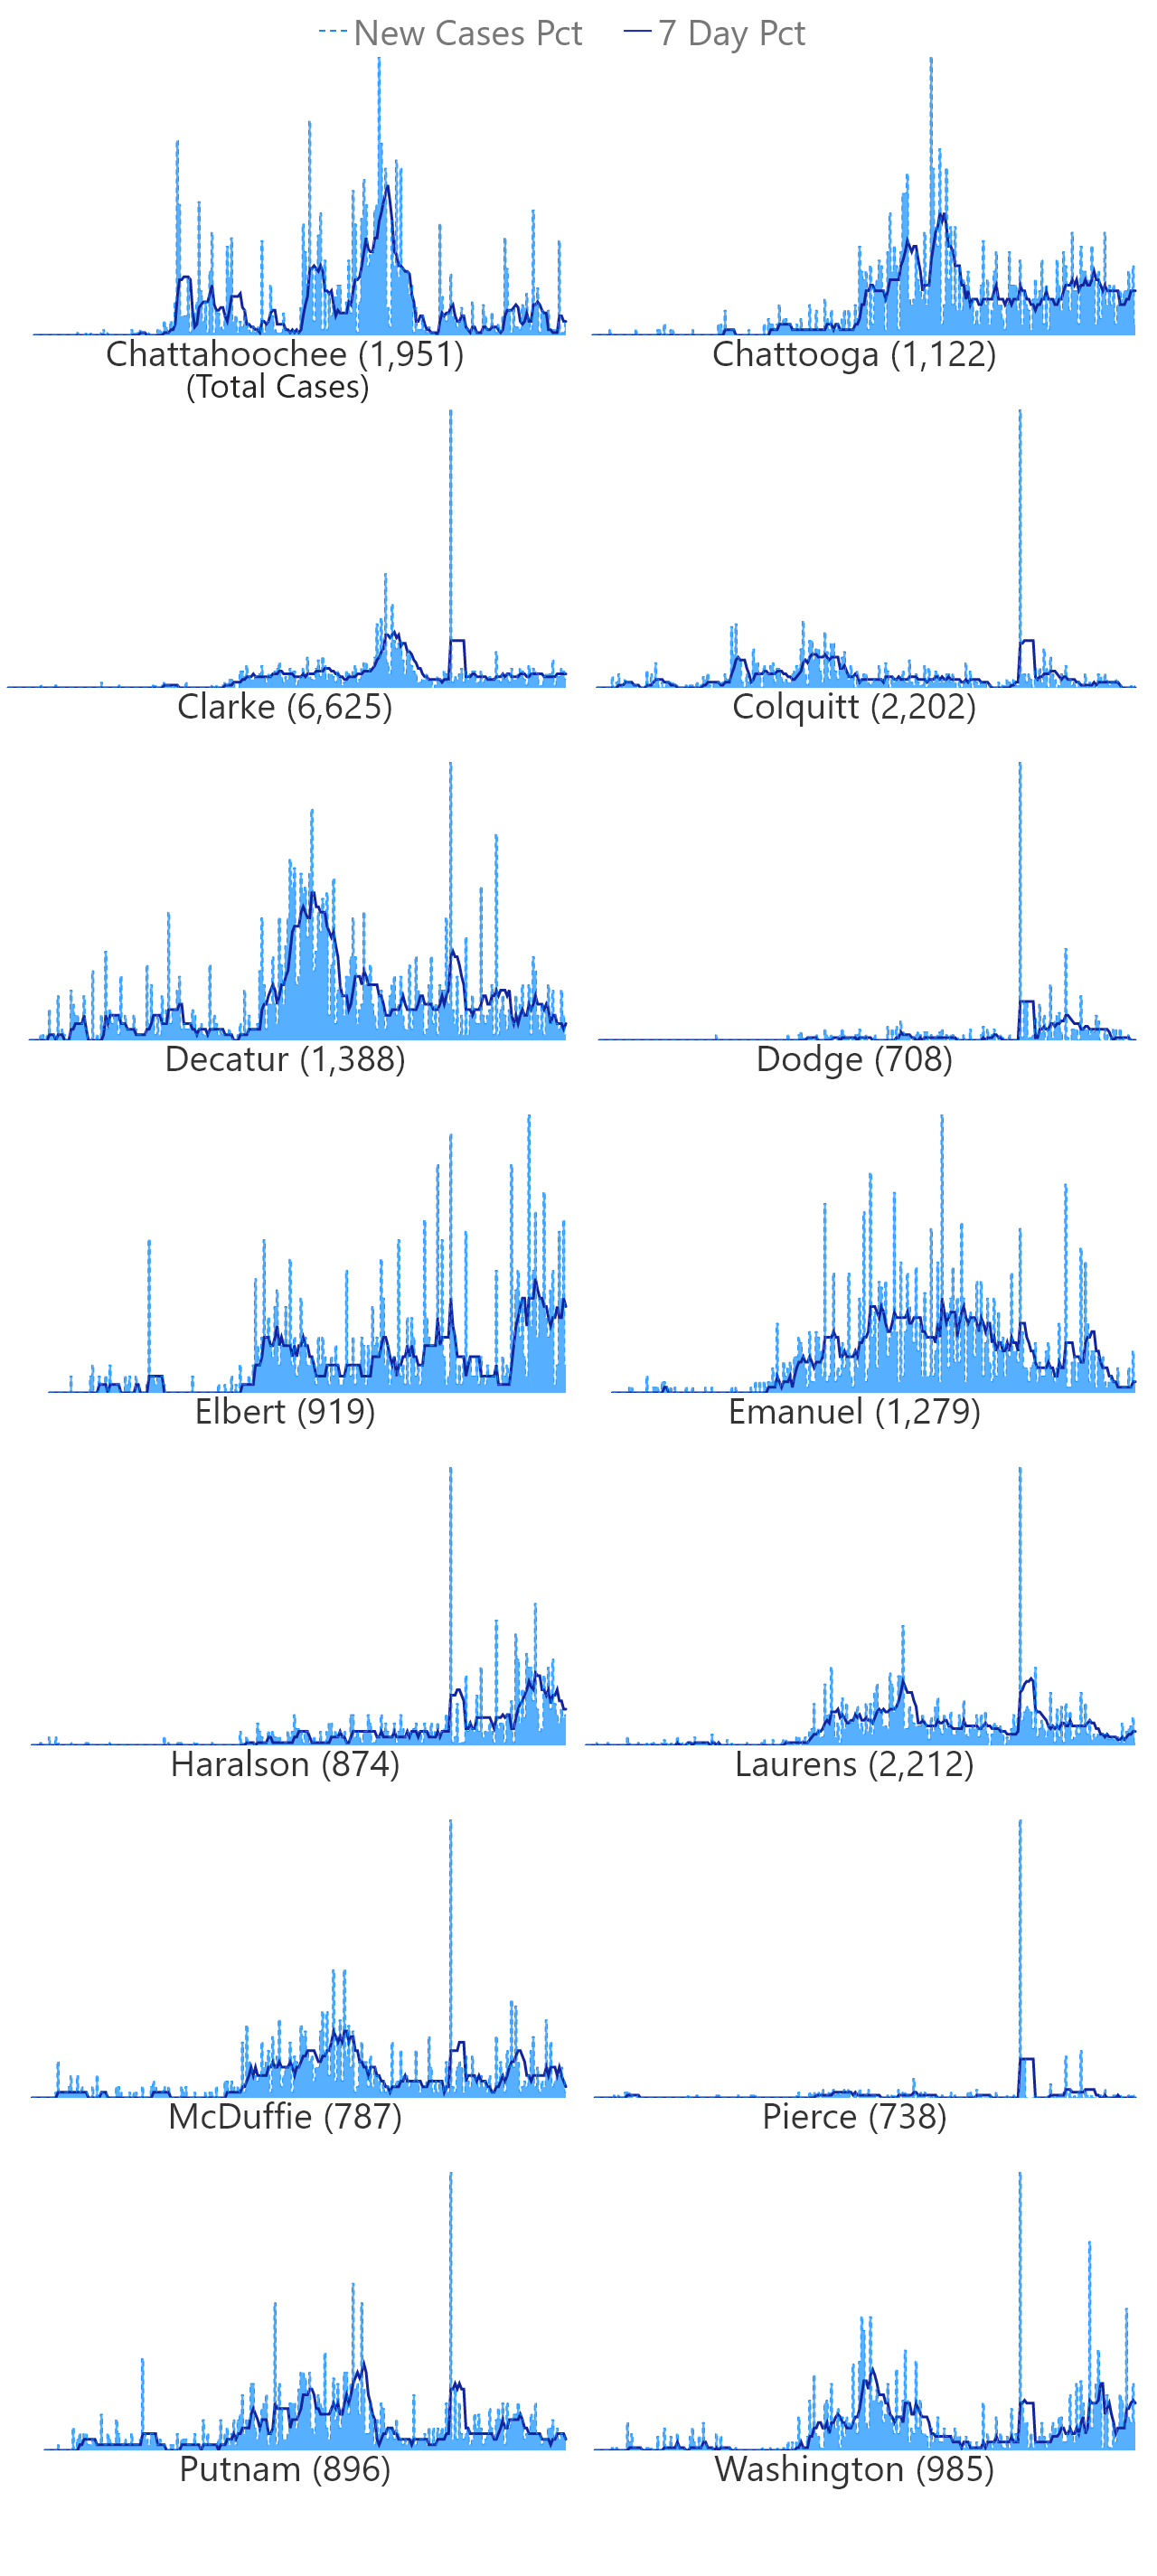 New Cases Pct 7 Day Pct
Chattahoochee (1,951) Chattooga (1,122)
(Total Cases)
Clarke (6,625) Colquitt (2,202)
Decatur (1,388) Dodge (708)
Elbert (919) Emanuel (1,279)
Haralson (874) Laurens (2,212)
McDuffie (787) Pierce (738)
Putnam (896) Washington (985)